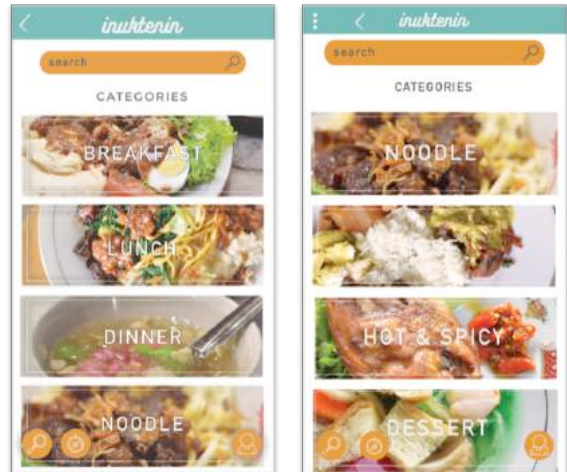 inuktenin
search
CATEGORIES
BREAKFAST
LUNCH
DINNER
NOODLE
inuktenin
search
CATEGORIES
NOODLE
HOT & SPICY
DESSERT